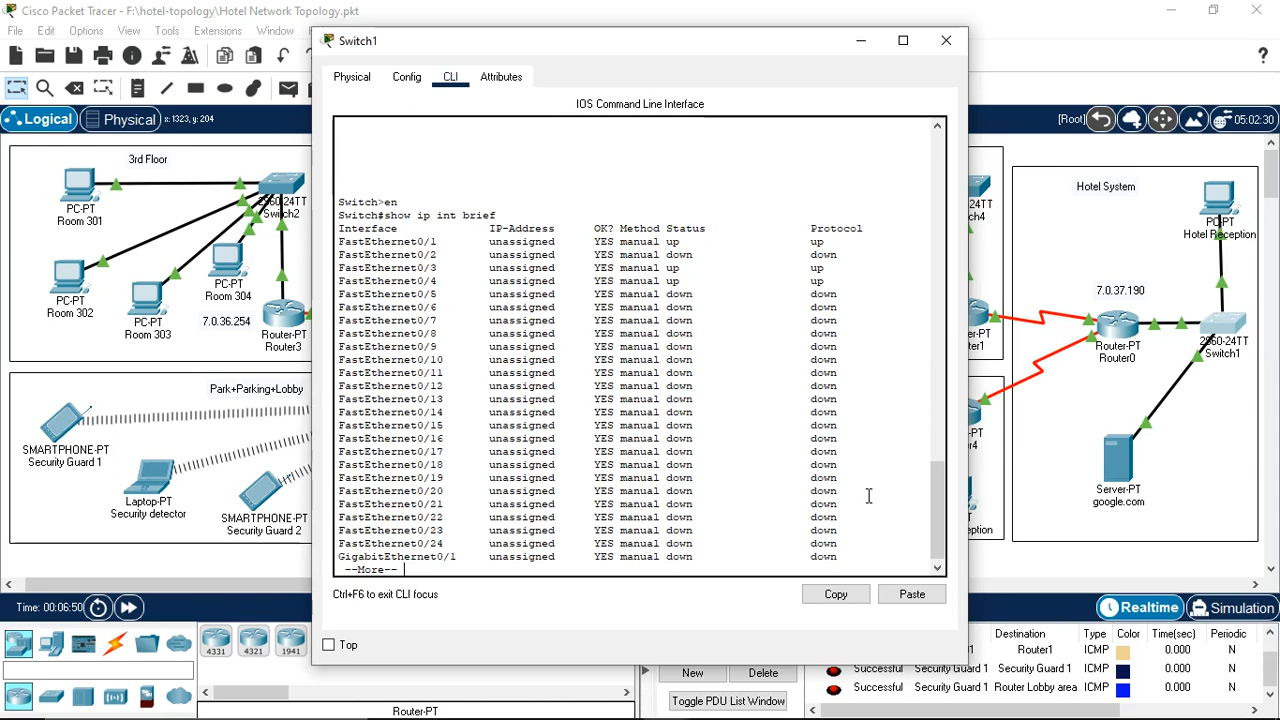 Cisco Packet Tracer - F:\hotel-topology\Hotel Network Topology.pkt
File Edit Options View Tools Extensions Window
Logical Physical x: 1323, y: 204
[Root] 05:02:30
Switch1
Physical Config CLI Attributes
IOS Command Line Interface
Switch>en
Switch#show ip int brief
Interface IP-Address OK? Method Status Protocol
FastEthernet0/1 unassigned YES manual up up
FastEthernet0/2 unassigned YES manual down down
FastEthernet0/3 unassigned YES manual up up
FastEthernet0/4 unassigned YES manual up up
FastEthernet0/5 unassigned YES manual down down
FastEthernet0/6 unassigned YES manual down down
FastEthernet0/7 unassigned YES manual down down
FastEthernet0/8 unassigned YES manual down down
FastEthernet0/9 unassigned YES manual down down
FastEthernet0/10 unassigned YES manual down down
FastEthernet0/11 unassigned YES manual down down
FastEthernet0/12 unassigned YES manual down down
FastEthernet0/13 unassigned YES manual down down
FastEthernet0/14 unassigned YES manual down down
FastEthernet0/15 unassigned YES manual down down
FastEthernet0/16 unassigned YES manual down down
FastEthernet0/17 unassigned YES manual down down
FastEthernet0/18 unassigned YES manual down down
FastEthernet0/19 unassigned YES manual down down
FastEthernet0/20 unassigned YES manual down down
FastEthernet0/21 unassigned YES manual down down
FastEthernet0/22 unassigned YES manual down down
FastEthernet0/23 unassigned YES manual down down
FastEthernet0/24 unassigned YES manual down down
GigabitEthernet0/1 unassigned YES manual down down
--More--
Ctrl+F6 to exit CLI focus
Copy Paste
Top
3rd Floor
PC-PT
Room 301
2960-24TT
Switch2
PC-PT
Room 302
PC-PT
Room 303
PC-PT
Room 304
7.0.36.254
Router-PT
Router3
Park+Parking+Lobby
SMARTPHONE-PT
Security Guard 1
Laptop-PT
Security detector
SMARTPHONE-PT
Security Guard 2
Hotel System
PC-PT
Hotel Reception
7.0.37.190
Router-PT
Router0
2960-24TT
Switch1
Server-PT
google.com
Time: 00:06:50
Realtime Simulation
4331 4321 1941
Router-PT
New Delete
Toggle PDU List Window
Destination Type Color Time(sec) Periodic
Router1 ICMP 0.000 N
Successful Security Guard 1 Security Guard 1 ICMP 0.000 N
Successful Security Guard 1 Router Lobby area ICMP 0.000 N